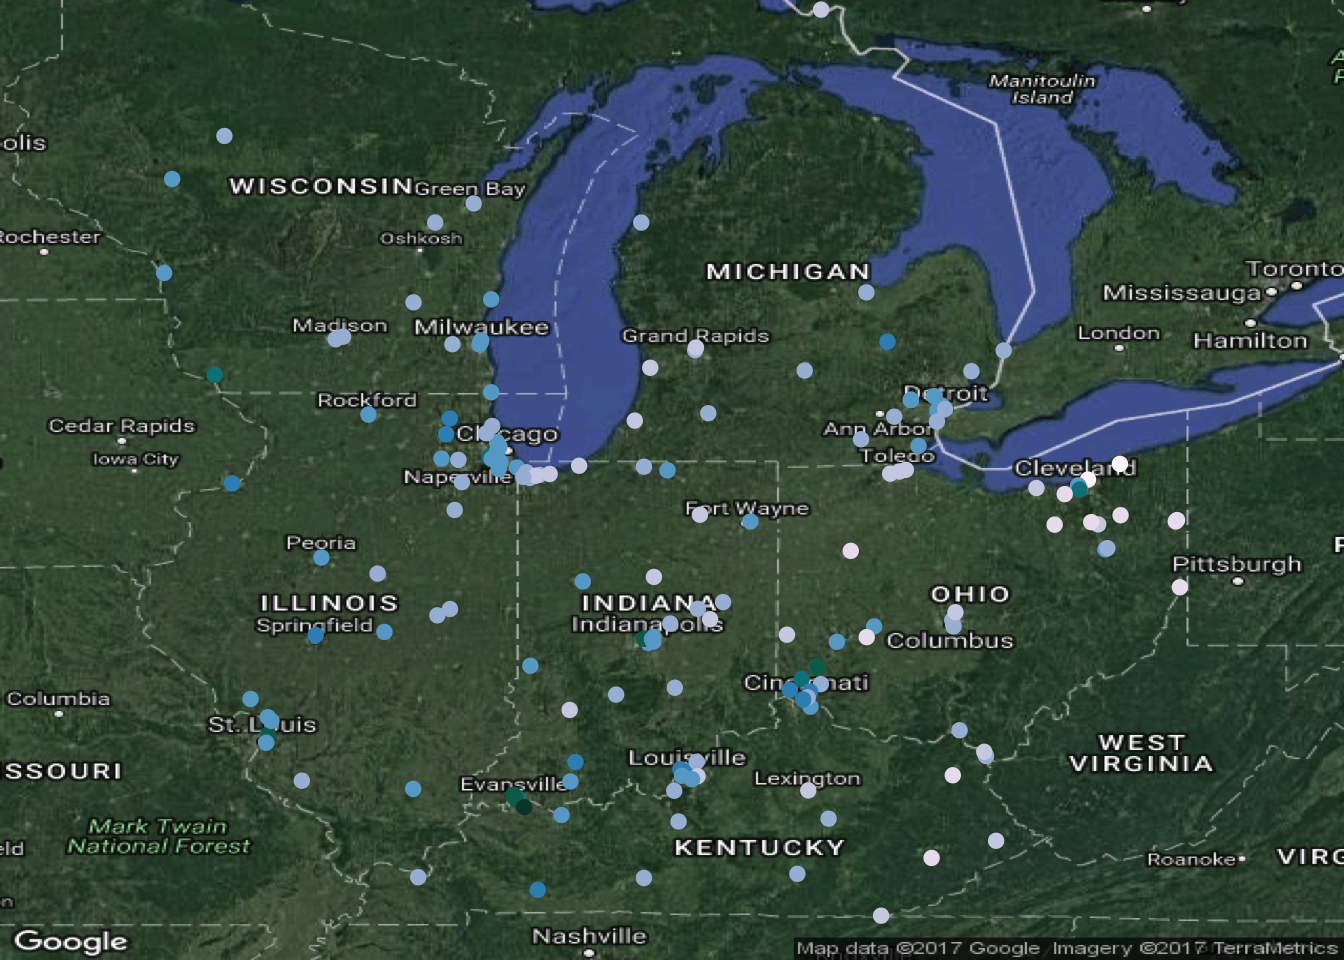 Manitoulin
Island
olis
WISCONSIN
Green Bay
Rochester
Oshkosh
MICHIGAN
Toronto
Mississauga
Madison
Milwaukee
Grand Rapids
London
Hamilton
Rockford
Detroit
Cedar Rapids
Chicago
Ann Arbor
Iowa City
Toledo
Cleveland
Naperville
Fort Wayne
Peoria
Pittsburgh
ILLINOIS
INDIANA
OHIO
Springfield
Indianapolis
Columbus
Cincinnati
Columbia
St. Louis
WEST
VIRGINIA
SSOURI
Louisville
Evansville
Lexington
Mark Twain
National Forest
eld
KENTUCKY
Roanoke
VIRG
Nashville
Google
Map data ©2017 Google Imagery ©2017 TerraMetrics